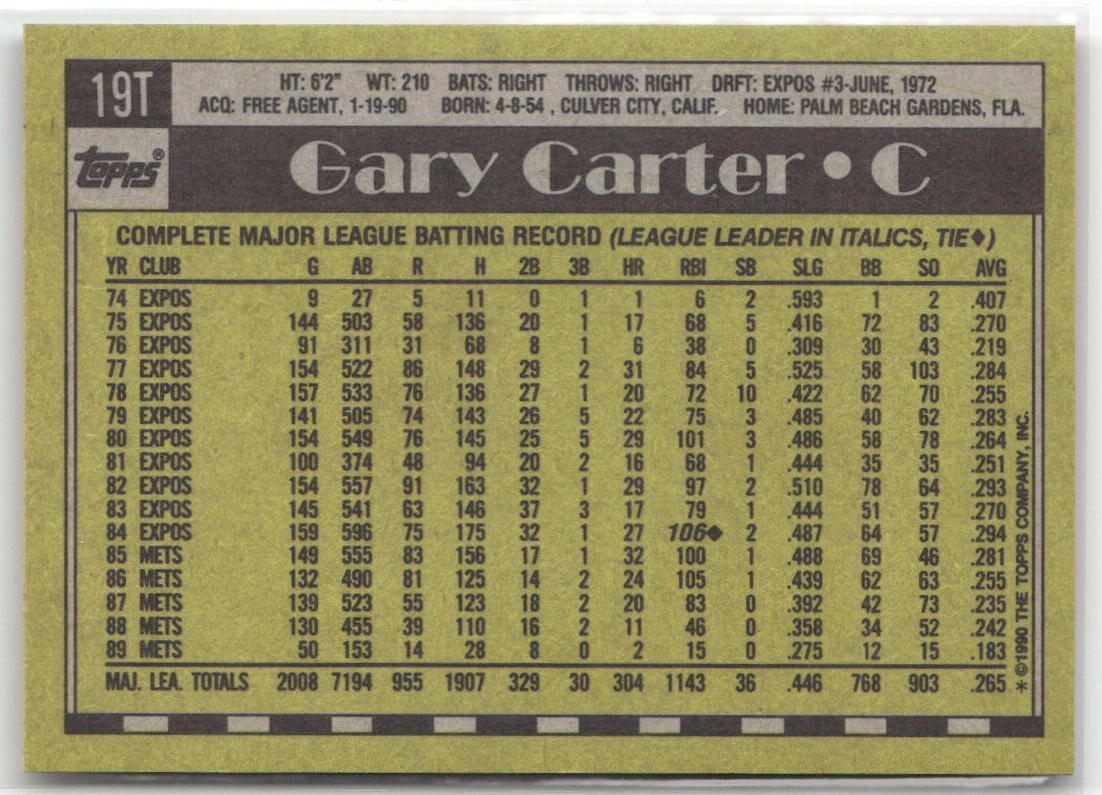 19T
HT: 6'2" WT: 210 BATS: RIGHT THROWS: RIGHT DRFT: EXPOS #3-JUNE, 1972
ACQ: FREE AGENT, 1-19-90 BORN: 4-8-54 , CULVER CITY, CALIF. HOME: PALM BEACH GARDENS, FLA.
topps®
Gary Carter • C
COMPLETE MAJOR LEAGUE BATTING RECORD (LEAGUE LEADER IN ITALICS, TIE♦)
YR CLUB G AB R H 2B 3B HR RBI SB SLG BB SO AVG
74 EXPOS 9 27 5 11 0 1 1 6 2 .593 1 2 .407
75 EXPOS 144 503 58 136 20 1 17 68 5 .416 72 83 .270
76 EXPOS 91 311 31 68 8 1 6 38 0 .309 30 43 .219
77 EXPOS 154 522 86 148 29 2 31 84 5 .525 58 103 .284
78 EXPOS 157 533 76 136 27 1 20 72 10 .422 62 70 .255
79 EXPOS 141 505 74 143 26 5 22 75 3 .485 40 62 .283
80 EXPOS 154 549 76 145 25 5 29 101 3 .486 58 78 .264
81 EXPOS 100 374 48 94 20 2 16 68 1 .444 35 35 .251
82 EXPOS 154 557 91 163 32 1 29 97 2 .510 78 64 .293
83 EXPOS 145 541 63 146 37 3 17 79 1 .444 51 57 .270
84 EXPOS 159 596 75 175 32 1 27 106♦ 2 .487 64 57 .294
85 METS 149 555 83 156 17 1 32 100 1 .488 69 46 .281
86 METS 132 490 81 125 14 2 24 105 1 .439 62 63 .255
87 METS 139 523 55 123 18 2 20 83 0 .392 42 73 .235
88 METS 130 455 39 110 16 2 11 46 0 .358 34 52 .242
89 METS 50 153 14 28 8 0 2 15 0 .275 12 15 .183
MAJ. LEA. TOTALS 2008 7194 955 1907 329 30 304 1143 36 .446 768 903 .265
*©1990 THE TOPPS COMPANY, INC.